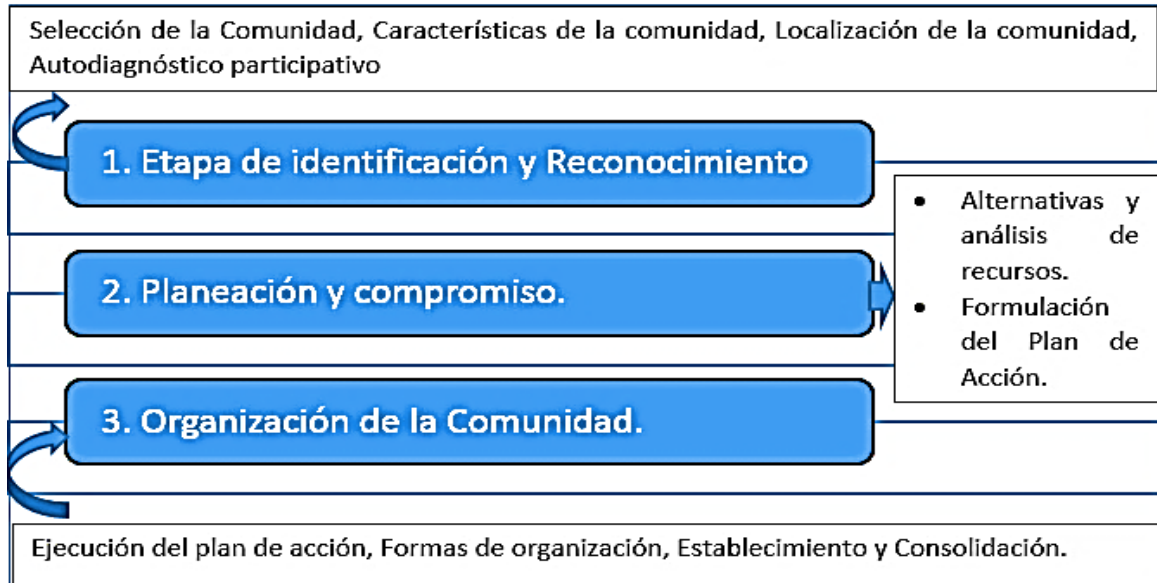 Selección de la Comunidad, Características de la comunidad, Localización de la comunidad,
Autodiagnóstico participativo
1. Etapa de identificación y Reconocimiento
2. Planeación y compromiso.
• Alternativas y
análisis de
recursos.
• Formulación
del Plan de
Acción.
3. Organización de la Comunidad.
Ejecución del plan de acción, Formas de organización, Establecimiento y Consolidación.